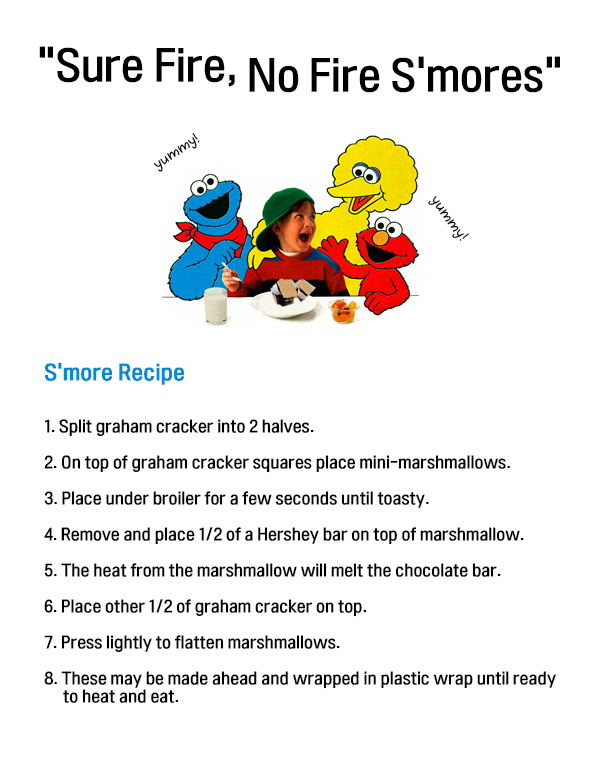 "Sure Fire, No Fire S'mores"
yummy!
yummy!
S'more Recipe
1. Split graham cracker into 2 halves.
2. On top of graham cracker squares place mini-marshmallows.
3. Place under broiler for a few seconds until toasty.
4. Remove and place 1/2 of a Hershey bar on top of marshmallow.
5. The heat from the marshmallow will melt the chocolate bar.
6. Place other 1/2 of graham cracker on top.
7. Press lightly to flatten marshmallows.
8. These may be made ahead and wrapped in plastic wrap until ready
to heat and eat.